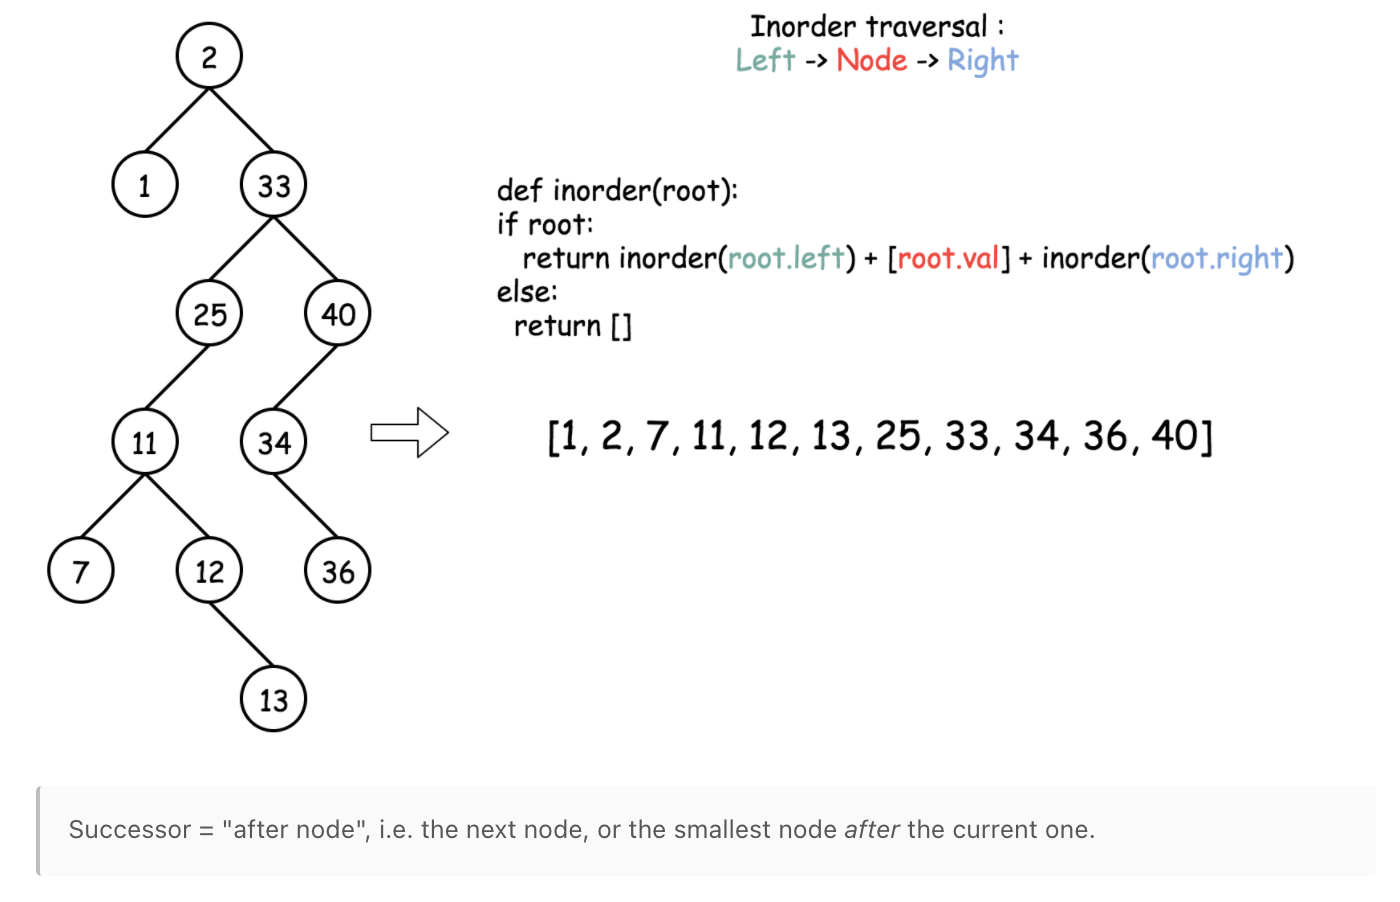 2
Inorder traversal :
Left -> Node -> Right
1
33
def inorder(root):
if root:
return inorder(root.left) + [root.val] + inorder(root.right)
else:
return []
25
40
11
34
[1, 2, 7, 11, 12, 13, 25, 33, 34, 36, 40]
7
12
36
13
Successor = "after node", i.e. the next node, or the smallest node after the current one.